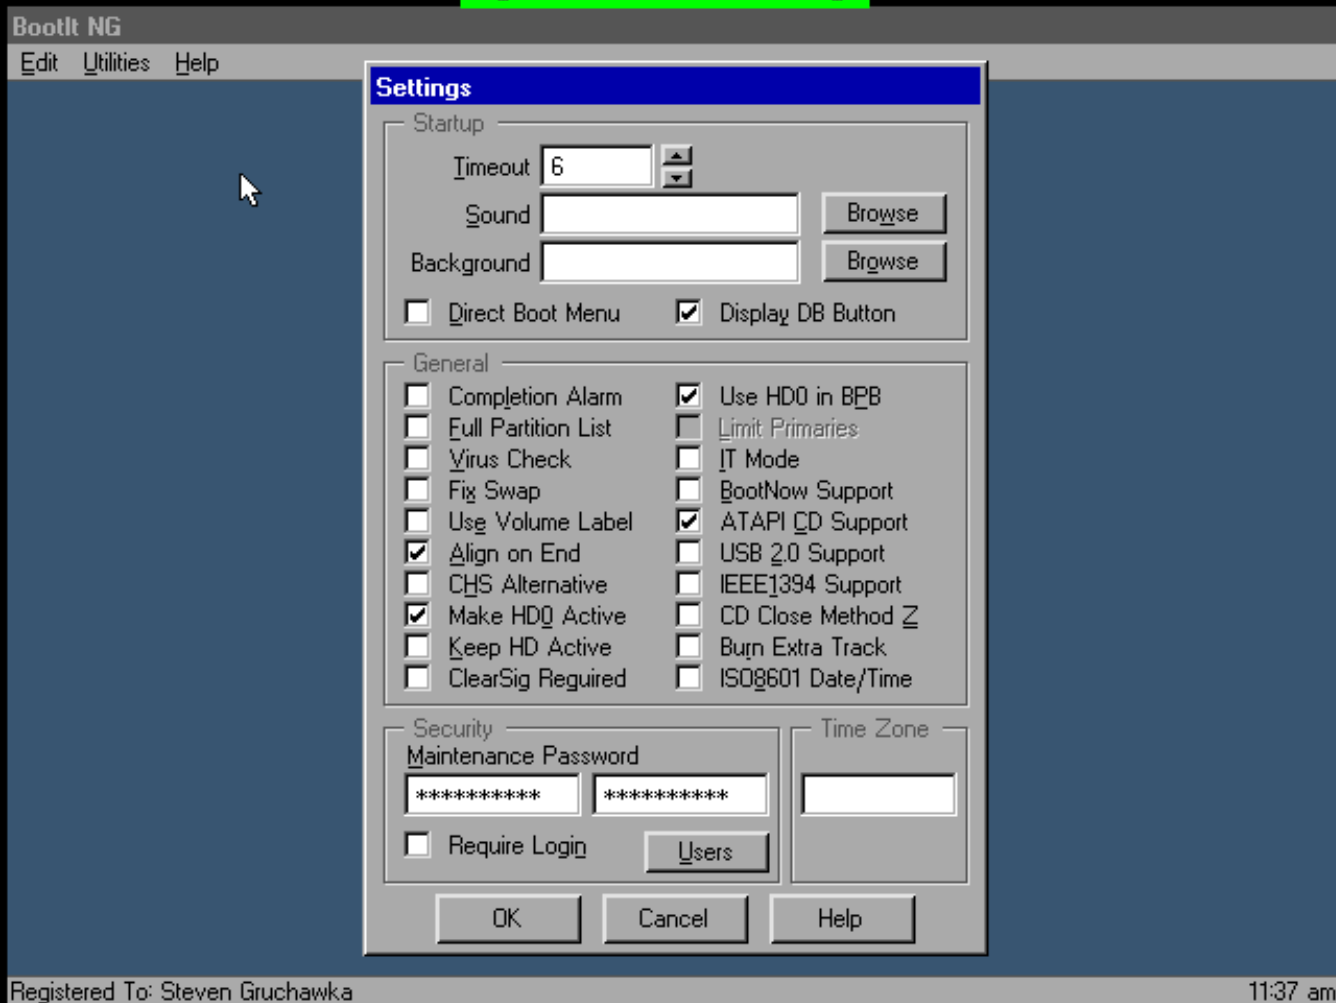 BootIt NG
Edit Utilities Help
Settings
Startup
Timeout 6
Sound Browse
Background Browse
Direct Boot Menu Display DB Button
General
Completion Alarm Use HD0 in BPB
Full Partition List Limit Primaries
Virus Check IT Mode
Fix Swap BootNow Support
Use Volume Label ATAPI CD Support
Align on End USB 2.0 Support
CHS Alternative IEEE1394 Support
Make HD0 Active CD Close Method Z
Keep HD Active Burn Extra Track
ClearSig Reguired ISO8601 Date/Time
Security Time Zone
Maintenance Password
********** **********
Require Login Users
OK Cancel Help
Registered To: Steven Gruchawka 11:37 am